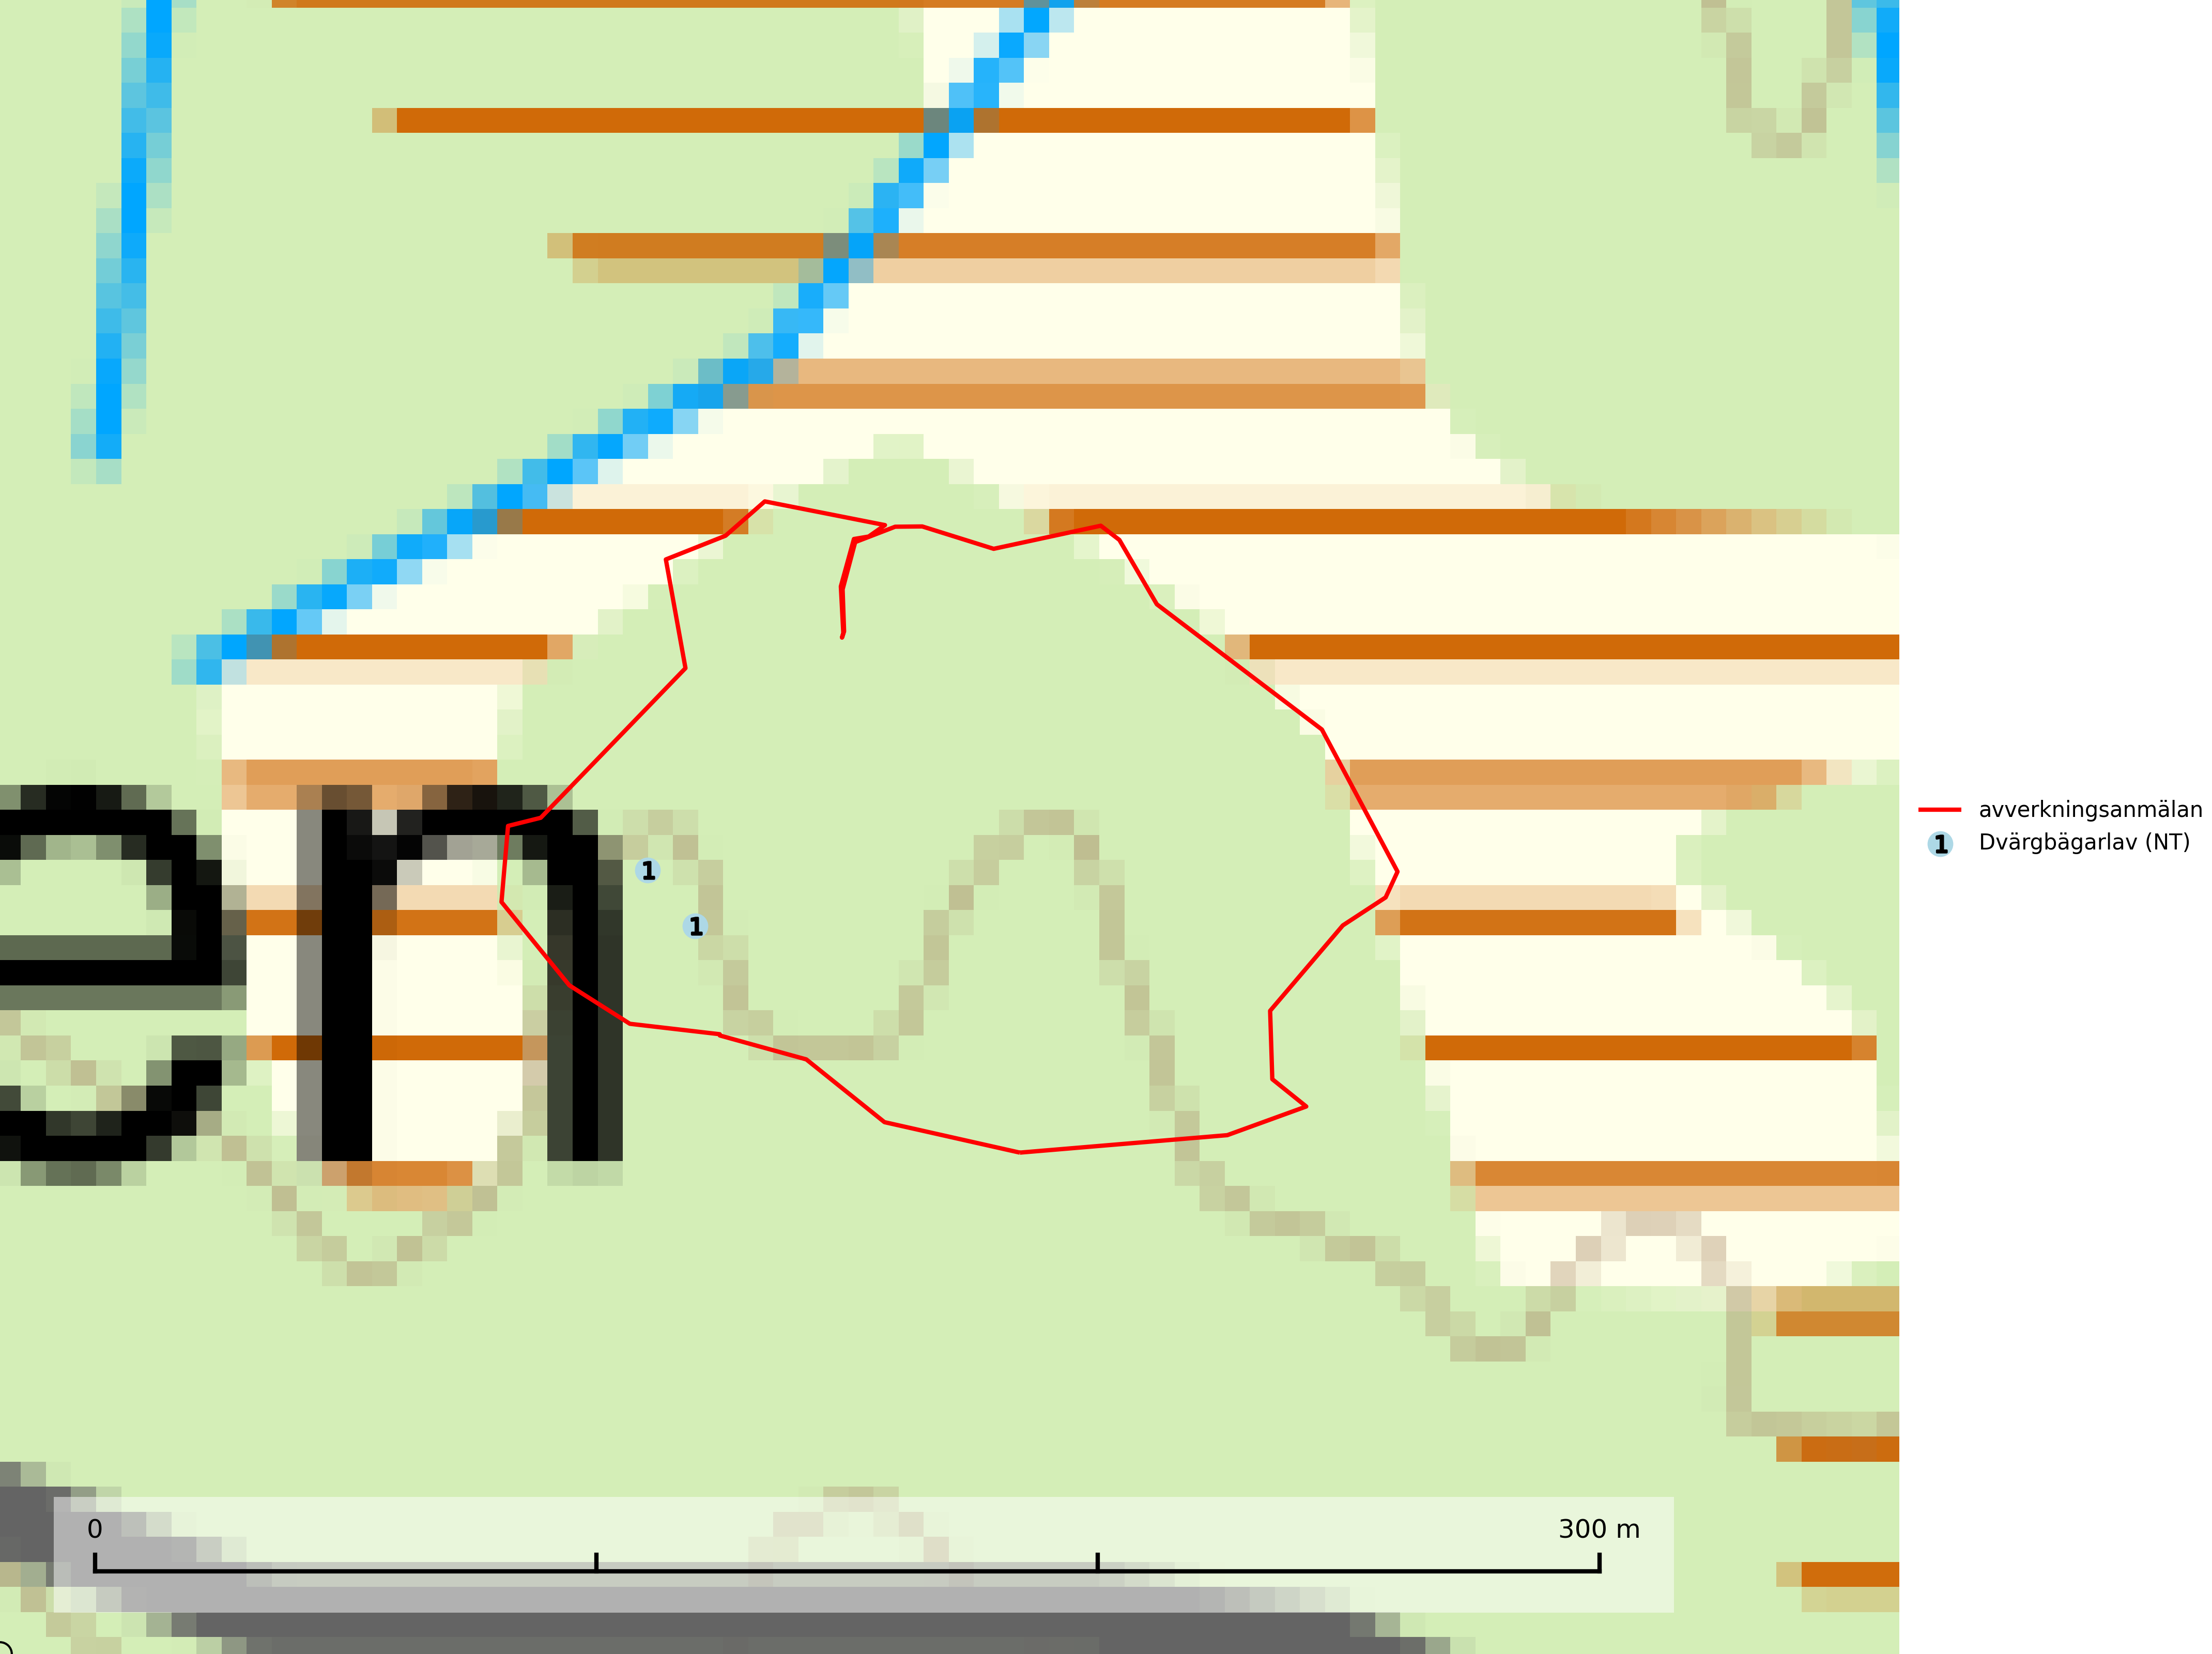 avverkningsanmälan
1 Dvärgbägarlav (NT)
1
1
0 300 m